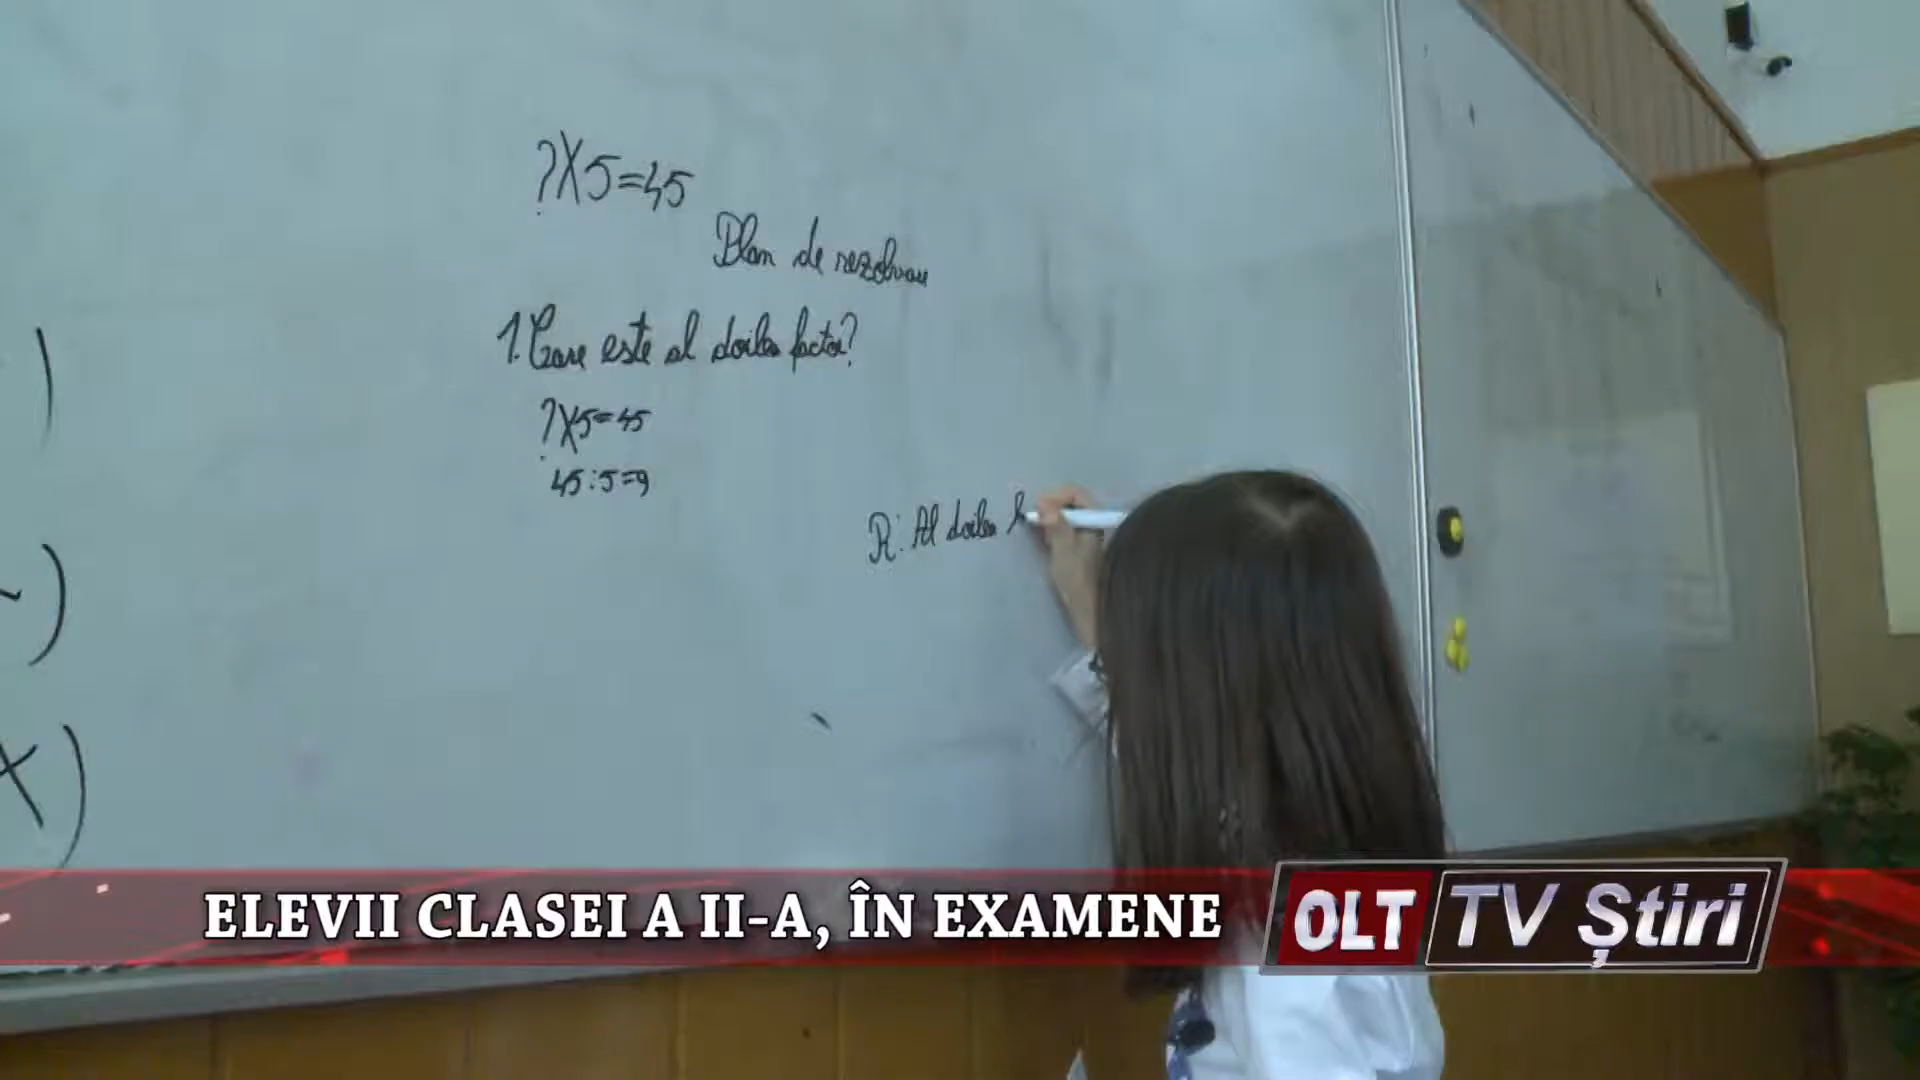 ?X5=45
Plan de rezolvare
1. Care este al doilea factor?
?X5=45
45:5=9
R: Al doilea
)
)
X)
ELEVII CLASEI A II-A, ÎN EXAMENE
OLT TV Știri